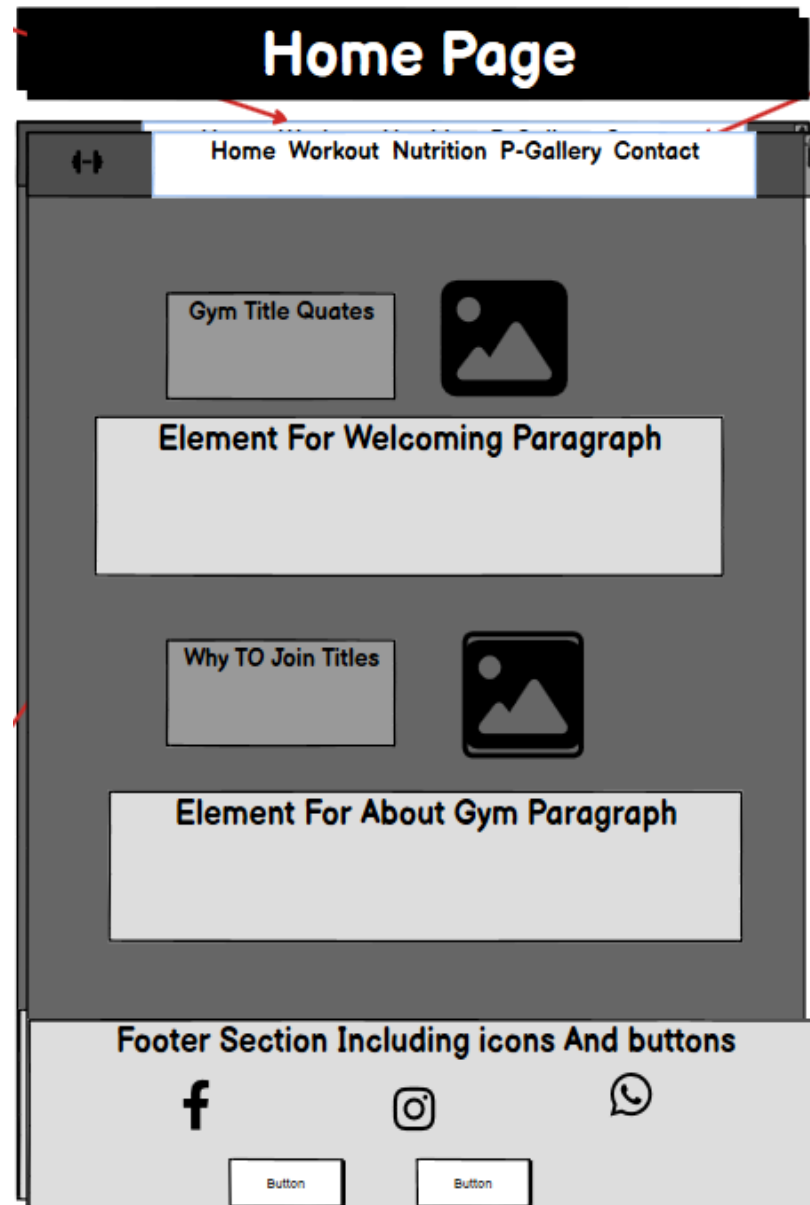 Home Page
Home Workout Nutrition P-Gallery Contact
Gym Title Quates
Element For Welcoming Paragraph
Why TO Join Titles
Element For About Gym Paragraph
Footer Section Including icons And buttons
Button Button